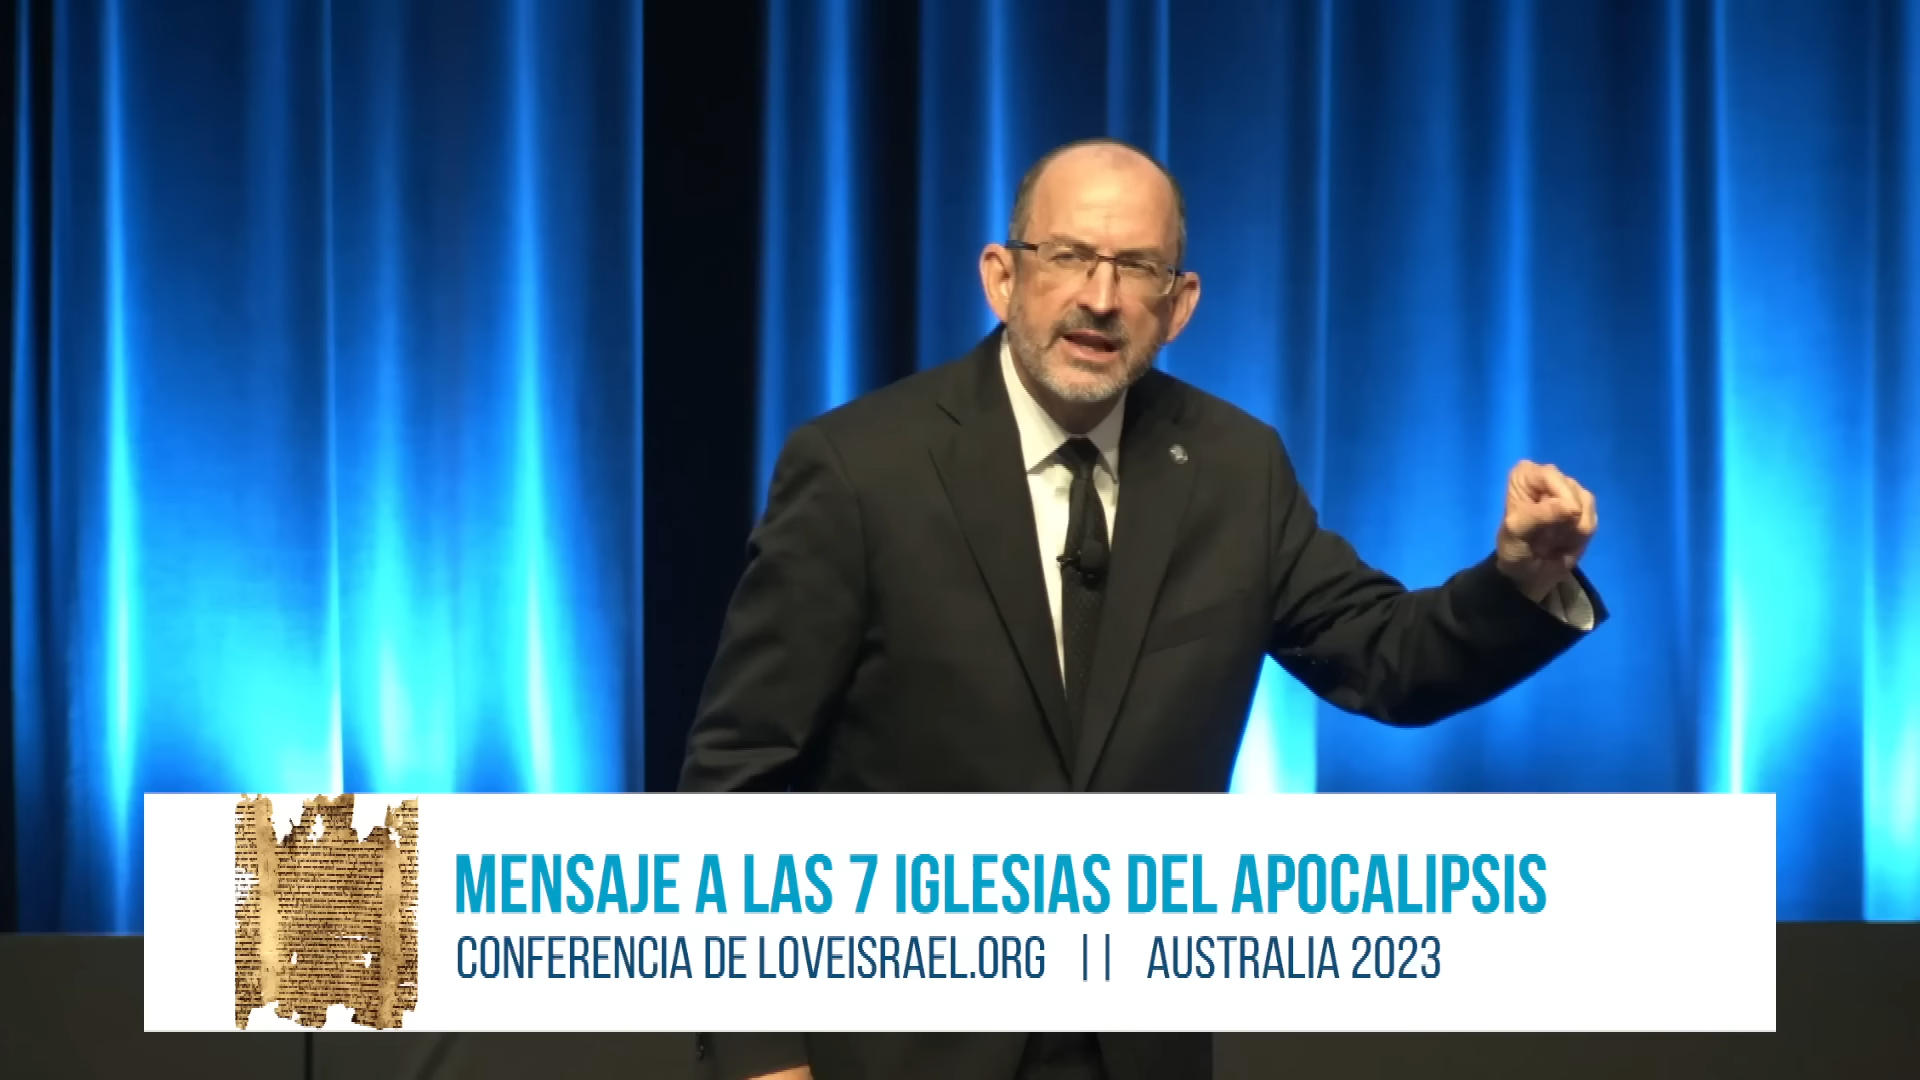 MENSAJE A LAS 7 IGLESIAS DEL APOCALIPSIS
CONFERENCIA DE LOVEISRAEL.ORG || AUSTRALIA 2023